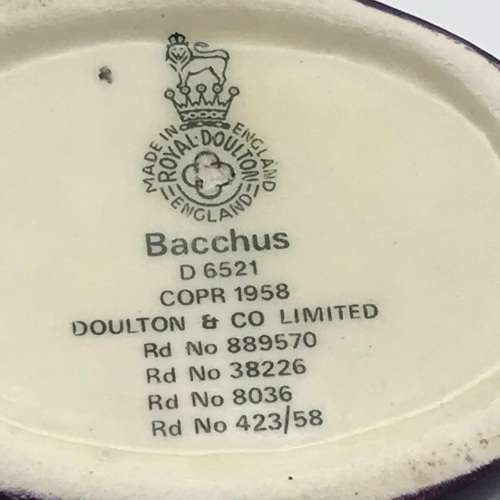 MADE IN ENGLAND
ROYAL·DOULTON
ENGLAND
Bacchus
D 6521
COPR 1958
DOULTON & CO LIMITED
Rd No 889570
Rd No 38226
Rd No 8036
Rd No 423/58